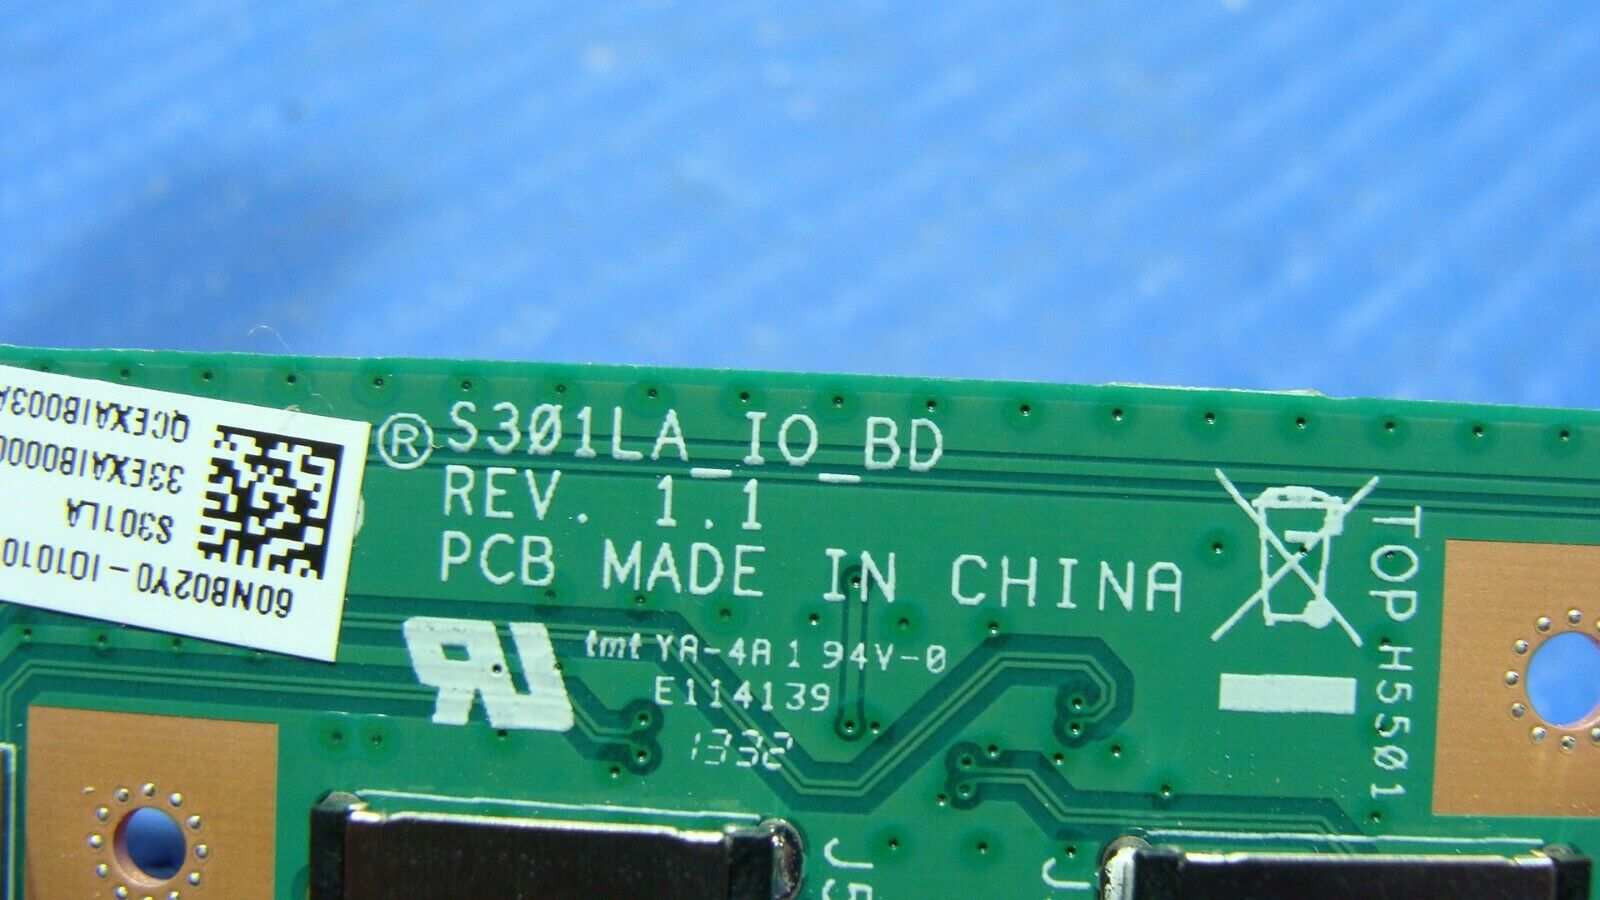 ® S301LA_IO_BD
REV. 1.1
PCB MADE IN CHINA
tmt YA-4A 1 94V-0
E114139
1332
TOP H5501
60NB02Y0-IO1010
S301LA
33EXAIB0000
QCEXAIB003A
J5
J